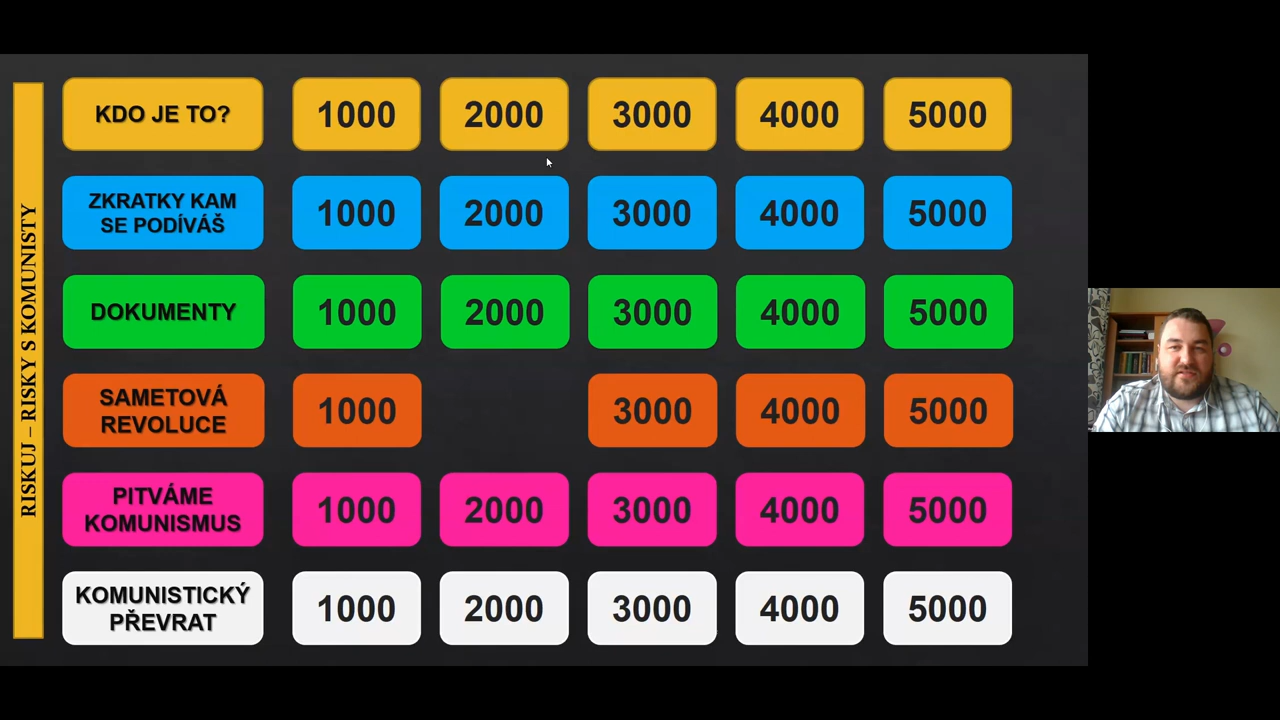 RISKUJ – RISKY S KOMUNISTY
KDO JE TO? 1000 2000 3000 4000 5000
ZKRATKY KAM
SE PODÍVÁŠ
1000 2000 3000 4000 5000
DOKUMENTY 1000 2000 3000 4000 5000
SAMETOVÁ
REVOLUCE
1000 3000 4000 5000
PITVÁME
KOMUNISMUS
1000 2000 3000 4000 5000
KOMUNISTICKÝ
PŘEVRAT
1000 2000 3000 4000 5000